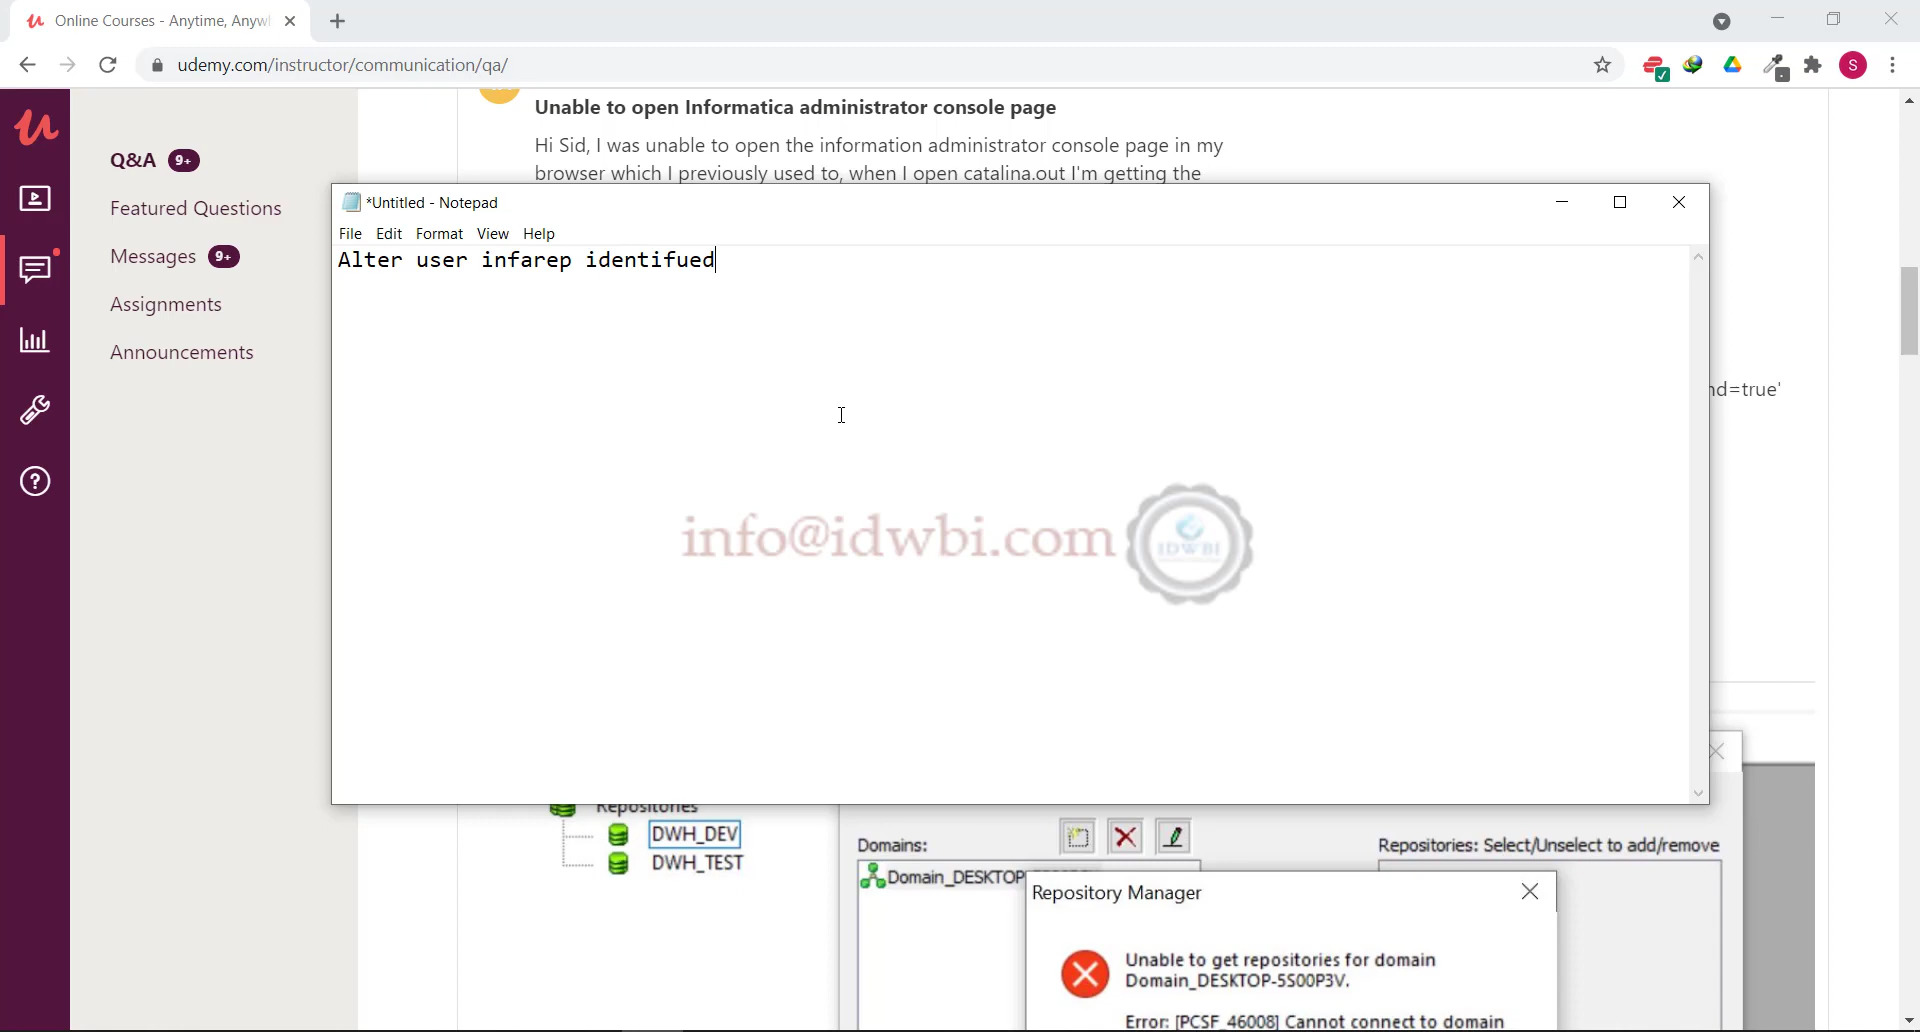 Online Courses - Anytime, Anywh
udemy.com/instructor/communication/qa/
S
Q&A 9+
Featured Questions
Messages 9+
Assignments
Announcements
Unable to open Informatica administrator console page
Hi Sid, I was unable to open the information administrator console page in my
browser which I previously used to, when I open catalina.out I'm getting the
*Untitled - Notepad
File Edit Format View Help
Alter user infarep identifued
nd=true'
info@idwbi.com
IDWBI
Repositories
DWH_DEV
DWH_TEST
Domains:
Repositories: Select/Unselect to add/remove
Domain_DESKTOP
Repository Manager
Unable to get repositories for domain
Domain_DESKTOP-5S00P3V.
Error: [PCSF_46008] Cannot connect to domain